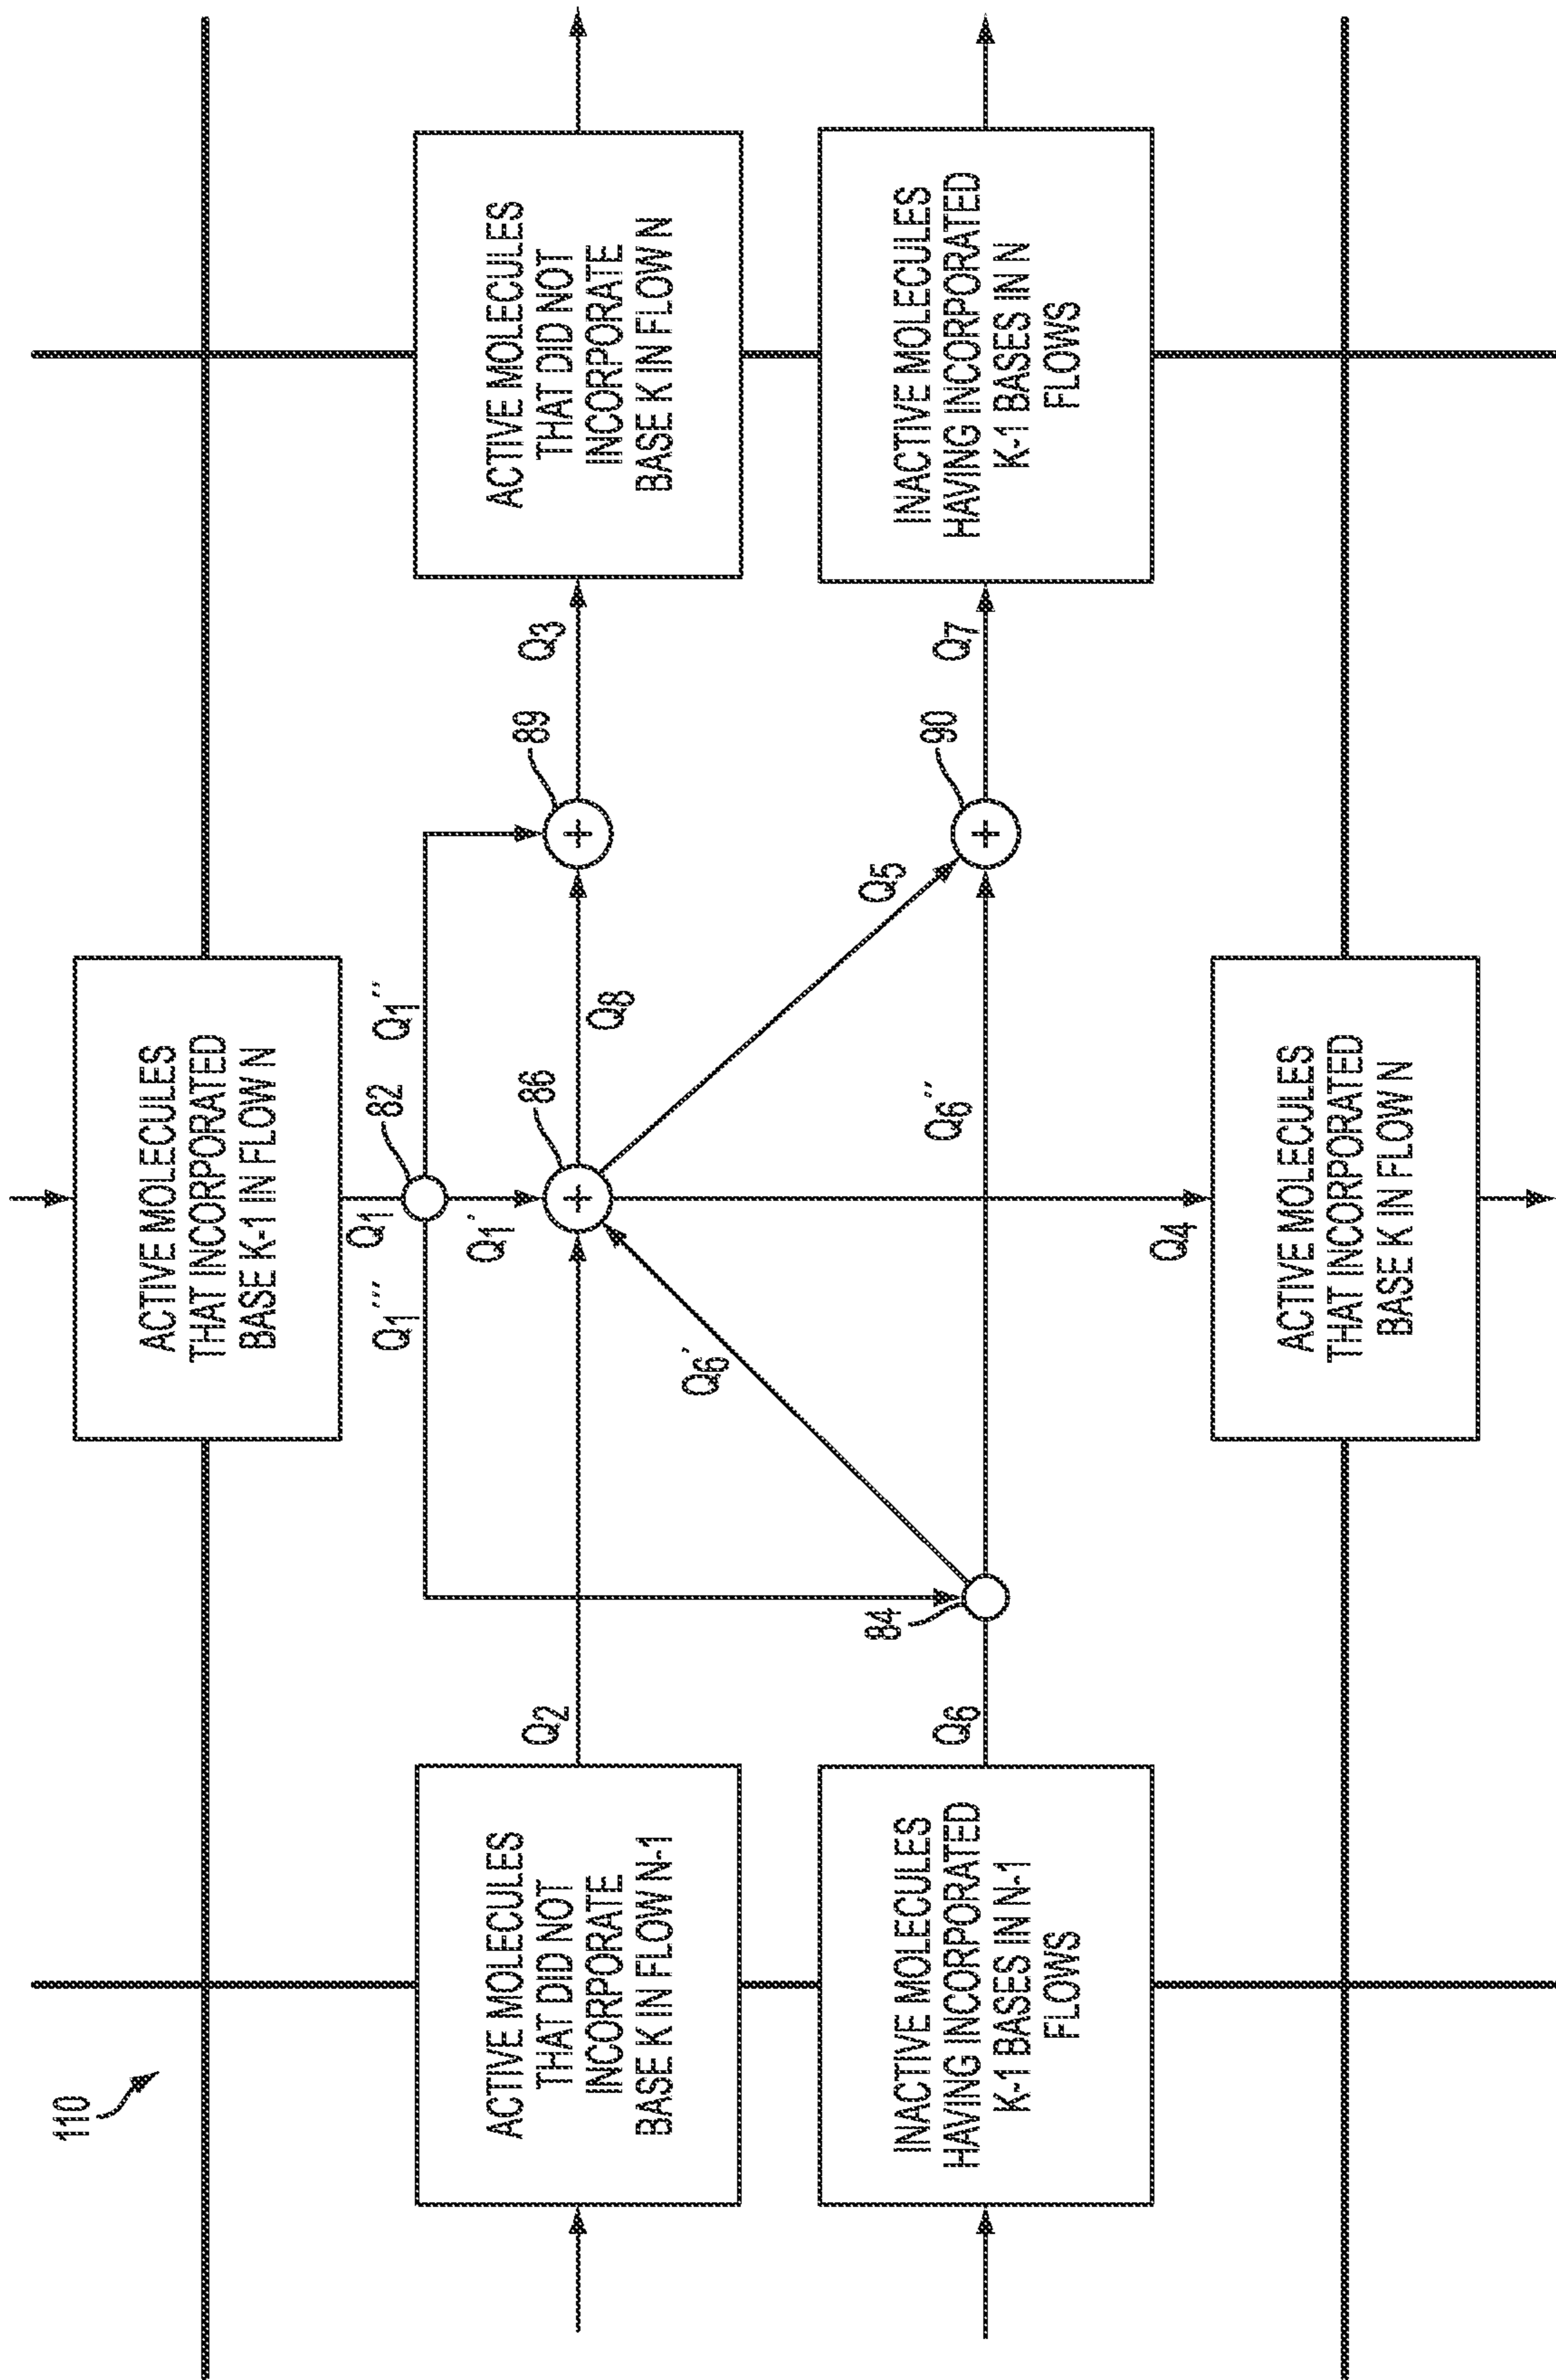 110
ACTIVE MOLECULES
THAT INCORPORATED
BASE K-1 IN FLOW N
Q1
82
Q1'''
Q1''
Q1'
ACTIVE MOLECULES
THAT DID NOT
INCORPORATE
BASE K IN FLOW N-1
Q2
86
Q8
89
Q3
ACTIVE MOLECULES
THAT DID NOT
INCORPORATE
BASE K IN FLOW N
+
+
Q6'
Q5
INACTIVE MOLECULES
HAVING INCORPORATED
K-1 BASES IN N-1
FLOWS
Q6
84
Q6''
90
+
Q7
INACTIVE MOLECULES
HAVING INCORPORATED
K-1 BASES IN N
FLOWS
Q4
ACTIVE MOLECULES
THAT INCORPORATED
BASE K IN FLOW N